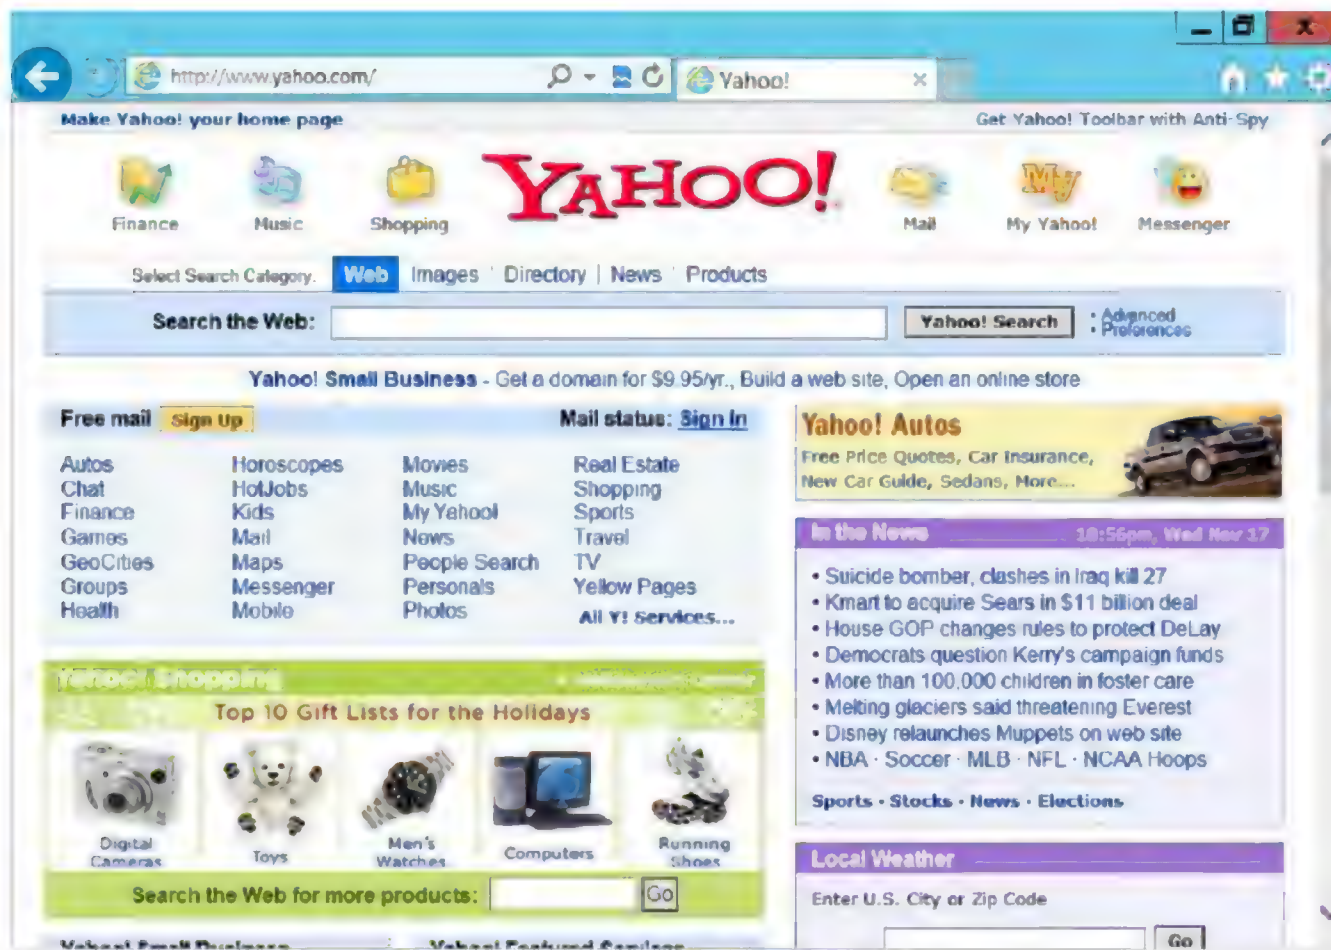 http://www.yahoo.com/
Yahoo!
Make Yahoo! your home page
Get Yahoo! Toolbar with Anti-Spy
Finance
Music
Shopping
YAHOO!
Mail
My
My Yahoo!
Messenger
Select Search Category.
Web Images Directory | News Products
Search the Web:
Yahoo! Search
• Advanced
• Preferences
Yahoo! Small Business - Get a domain for $9.95/yr., Build a web site, Open an online store
Free mail Sign Up
Mail status: Sign In
Autos Horoscopes Movies Real Estate
Chat HotJobs Music Shopping
Finance Kids My Yahoo! Sports
Games Mail News Travel
GeoCities Maps People Search TV
Groups Messenger Personals Yellow Pages
Health Mobile Photos All Y! Services...
Yahoo! Autos
Free Price Quotes, Car Insurance,
New Car Guide, Sedans, More...
In the News
10:56pm, Wed Nov 17
• Suicide bomber, clashes in Iraq kill 27
• Kmart to acquire Sears in $11 billion deal
• House GOP changes rules to protect DeLay
• Democrats question Kerry's campaign funds
• More than 100,000 children in foster care
• Melting glaciers said threatening Everest
• Disney relaunches Muppets on web site
• NBA · Soccer · MLB · NFL · NCAA Hoops
Sports · Stocks · News · Elections
Yahoo! Shopping
Top 10 Gift Lists for the Holidays
Digital
Cameras
Toys
Men's
Watches
Computers
Running
Shoes
Search the Web for more products:
Go
Local Weather
Enter U.S. City or Zip Code
Go
Yahoo! Small Business
Yahoo! Featured Services